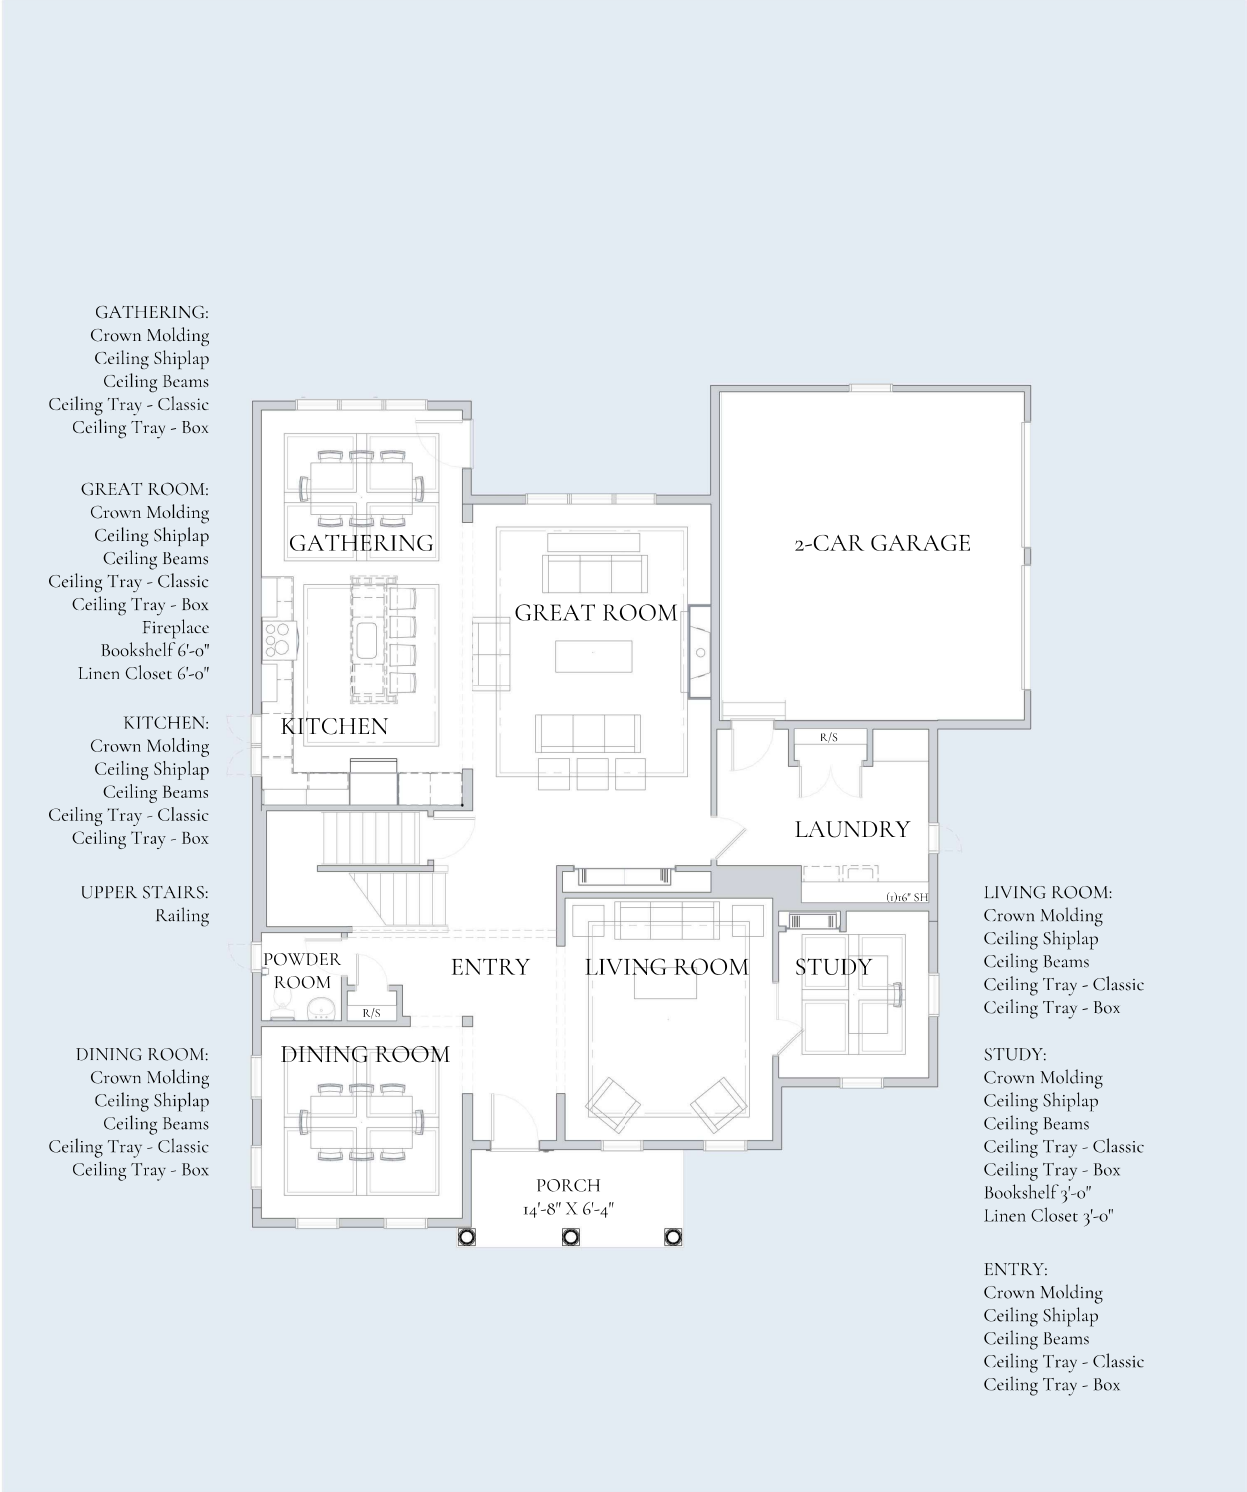 GATHERING:
Crown Molding
Ceiling Shiplap
Ceiling Beams
Ceiling Tray - Classic
Ceiling Tray - Box
GREAT ROOM:
Crown Molding
Ceiling Shiplap
Ceiling Beams
Ceiling Tray - Classic
Ceiling Tray - Box
Fireplace
Bookshelf 6'-0"
Linen Closet 6'-0"
KITCHEN:
Crown Molding
Ceiling Shiplap
Ceiling Beams
Ceiling Tray - Classic
Ceiling Tray - Box
UPPER STAIRS:
Railing
DINING ROOM:
Crown Molding
Ceiling Shiplap
Ceiling Beams
Ceiling Tray - Classic
Ceiling Tray - Box
GATHERING
2-CAR GARAGE
GREAT ROOM
KITCHEN
R/S
LAUNDRY
(1)16" SH
POWDER
ROOM
ENTRY
LIVING ROOM
STUDY
R/S
DINING ROOM
PORCH
14'-8" X 6'-4"
LIVING ROOM:
Crown Molding
Ceiling Shiplap
Ceiling Beams
Ceiling Tray - Classic
Ceiling Tray - Box
STUDY:
Crown Molding
Ceiling Shiplap
Ceiling Beams
Ceiling Tray - Classic
Ceiling Tray - Box
Bookshelf 3'-0"
Linen Closet 3'-0"
ENTRY:
Crown Molding
Ceiling Shiplap
Ceiling Beams
Ceiling Tray - Classic
Ceiling Tray - Box